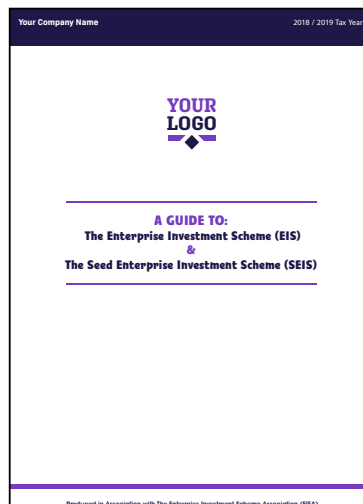 Your Company Name
2018 / 2019 Tax Year
YOUR
LOGO
A GUIDE TO:
The Enterprise Investment Scheme (EIS)
&
The Seed Enterprise Investment Scheme (SEIS)
Produced in Association with The Enterprise Investment Scheme Association (EISA)